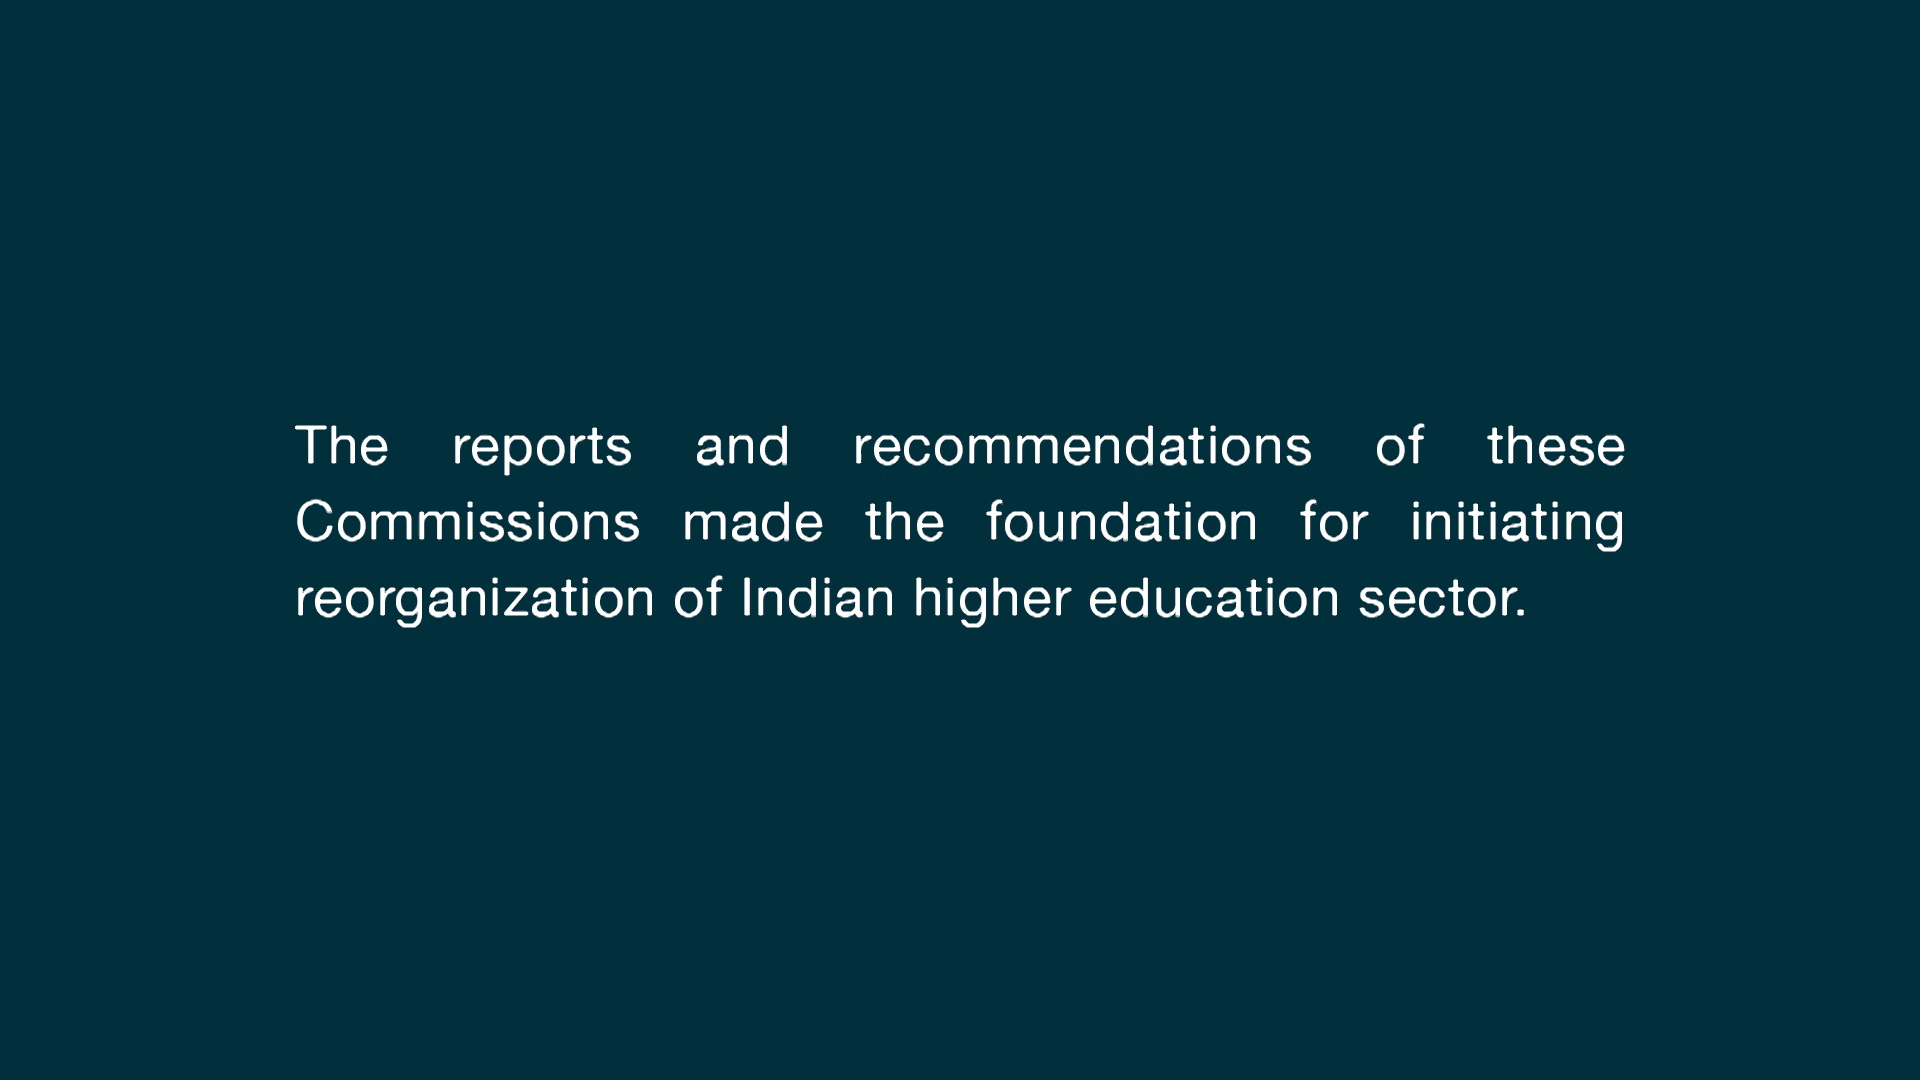 The reports and recommendations of these
Commissions made the foundation for initiating
reorganization of Indian higher education sector.